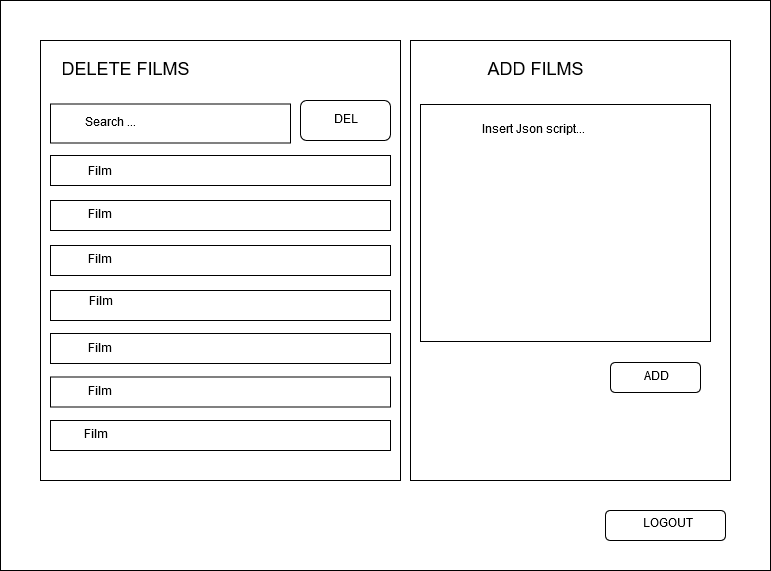 DELETE FILMS
Search ...
DEL
Film
Film
Film
Film
Film
Film
Film
ADD FILMS
Insert Json script...
ADD
LOGOUT